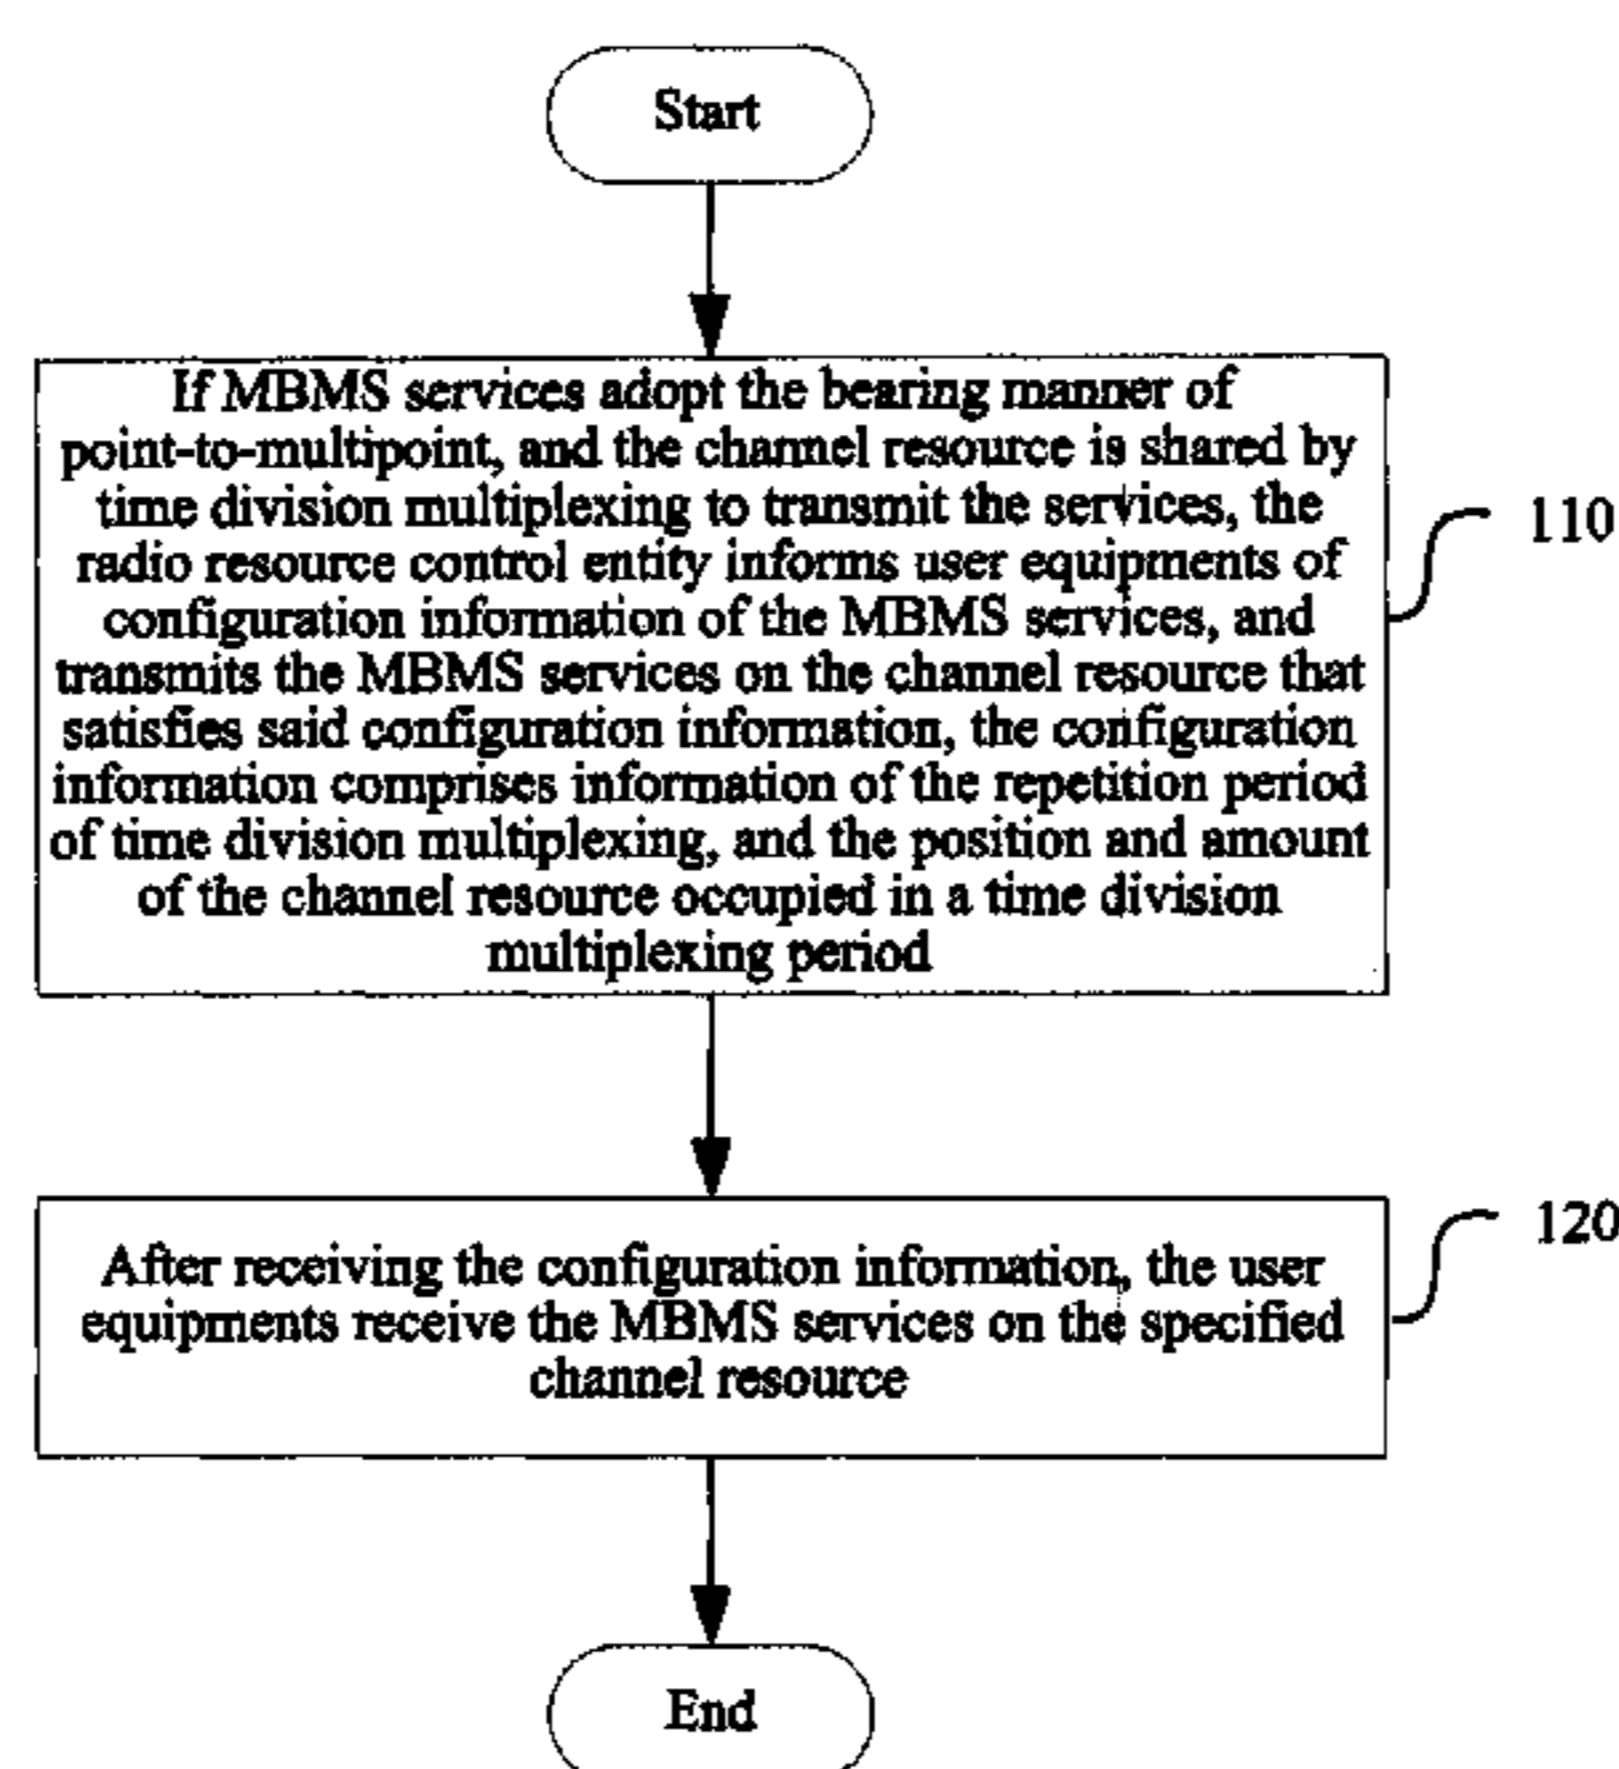 Start
If MBMS services adopt the bearing manner of
point-to-multipoint, and the channel resource is shared by
time division multiplexing to transmit the services, the
radio resource control entity informs user equipments of
configuration information of the MBMS services, and
transmits the MBMS services on the channel resource that
satisfies said configuration information, the configuration
information comprises information of the repetition period
of time division multiplexing, and the position and amount
of the channel resource occupied in a time division
multiplexing period
110
After receiving the configuration information, the user
equipments receive the MBMS services on the specified
channel resource
120
End